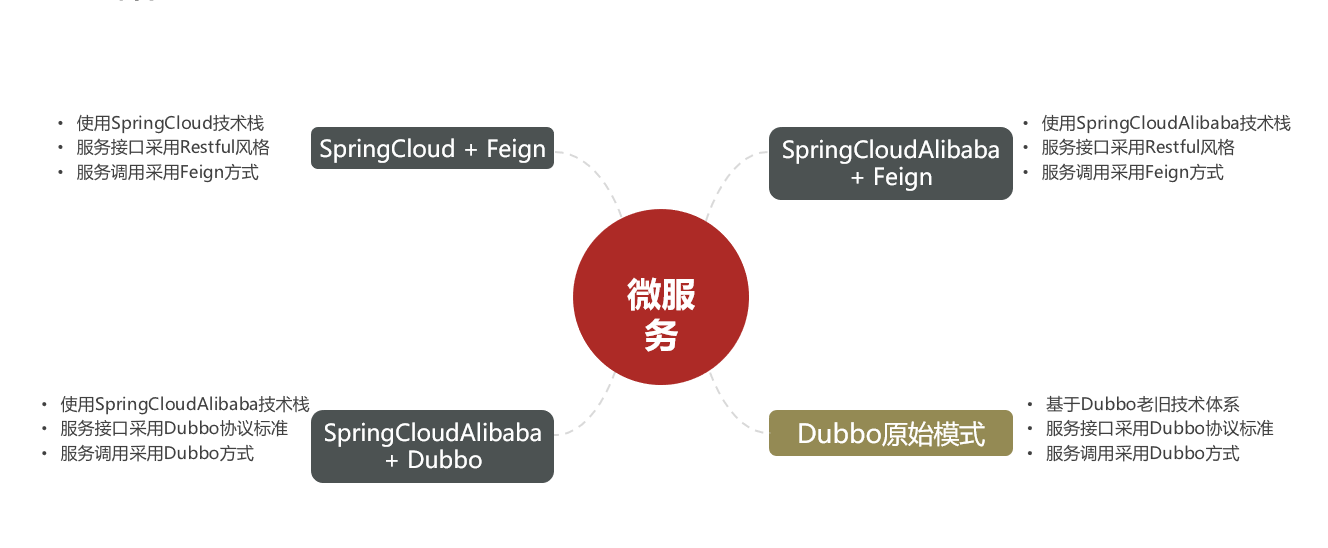 • 使用SpringCloud技术栈
• 服务接口采用Restful风格
• 服务调用采用Feign方式
SpringCloud + Feign
SpringCloudAlibaba
+ Feign
• 使用SpringCloudAlibaba技术栈
• 服务接口采用Restful风格
• 服务调用采用Feign方式
微服
务
• 使用SpringCloudAlibaba技术栈
• 服务接口采用Dubbo协议标准
• 服务调用采用Dubbo方式
SpringCloudAlibaba
+ Dubbo
Dubbo原始模式
• 基于Dubbo老旧技术体系
• 服务接口采用Dubbo协议标准
• 服务调用采用Dubbo方式